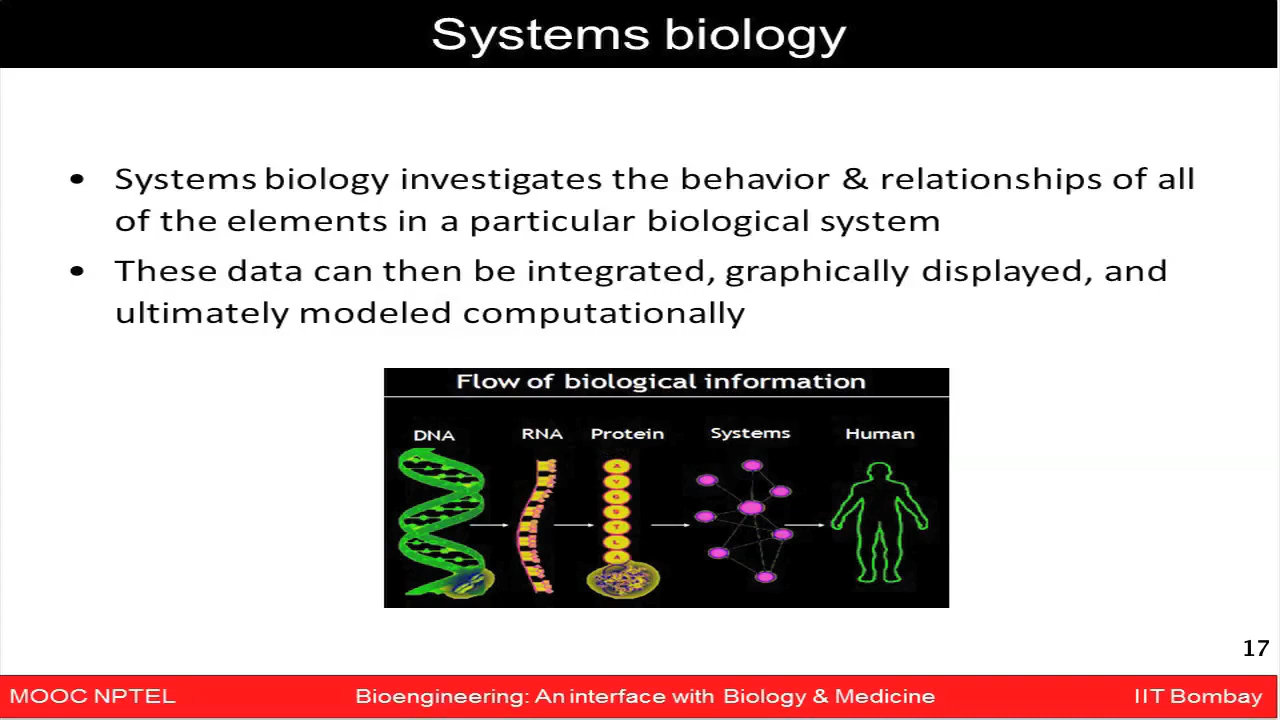 Systems biology
• Systems biology investigates the behavior & relationships of all
of the elements in a particular biological system
• These data can then be integrated, graphically displayed, and
ultimately modeled computationally
Flow of biological information
DNA RNA Protein Systems Human
A
V
G
S
T
L
A
17
MOOC NPTEL Bioengineering: An interface with Biology & Medicine IIT Bombay